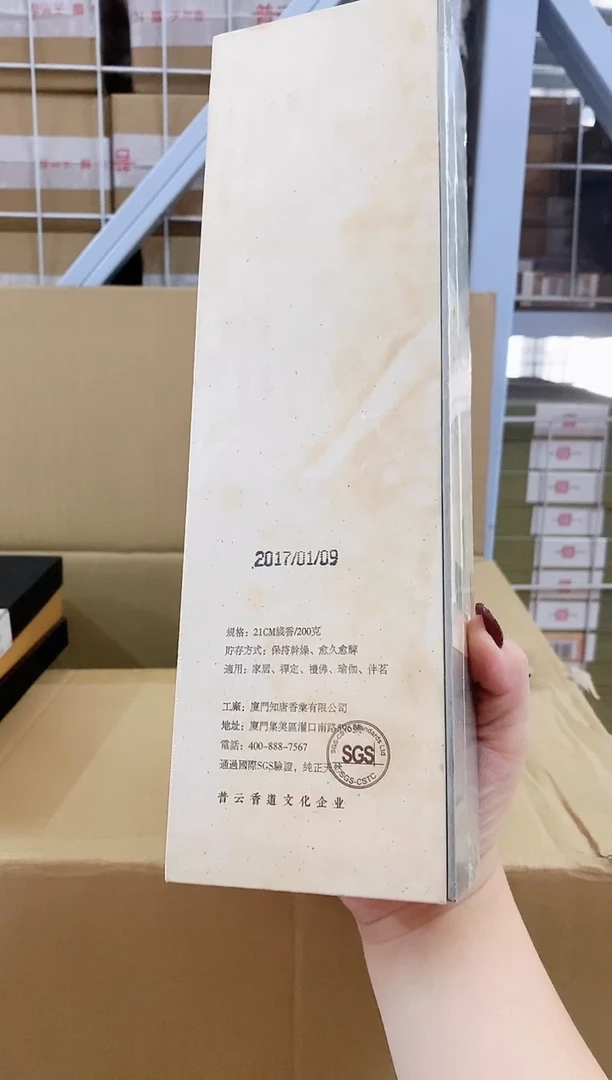 2017/01/09
規格：21CM綫香/200克
貯存方式：保持幹燥、愈久愈醇
適用：家居、禪定、禮佛、瑜伽、伴茗
工廠：廈門知唐香業有限公司
地址：廈門集美區灌口南路
電話：400-888-7567
通過國際SGS驗證，純正天
SGS
SGS-CSTC
普云香道文化企业